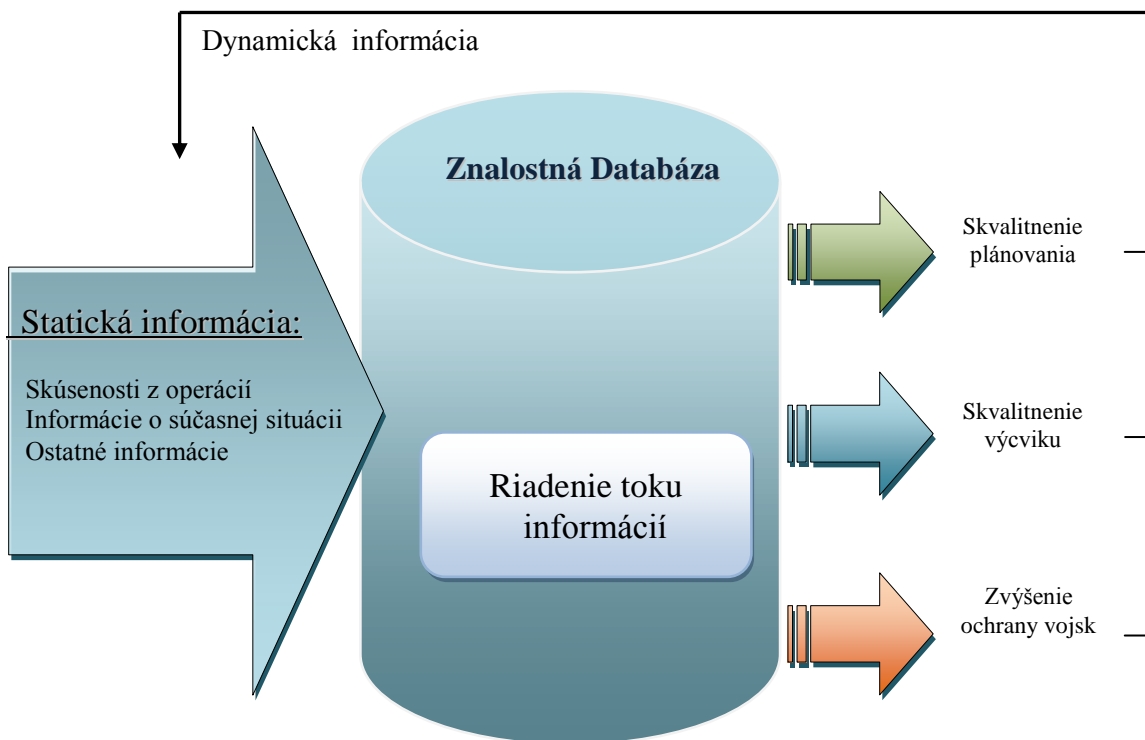 Dynamická informácia
Znalostná Databáza
Statická informácia:
Skúsenosti z operácií
Informácie o súčasnej situácii
Ostatné informácie
Riadenie toku
informácií
Skvalitnenie
plánovania
Skvalitnenie
výcviku
Zvýšenie
ochrany vojsk